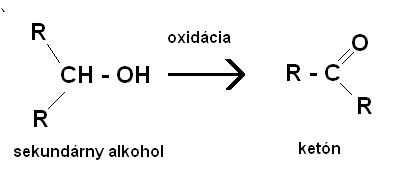 R
oxidácia
O
CH - OH
R - C
R
R
sekundárny alkohol
ketón